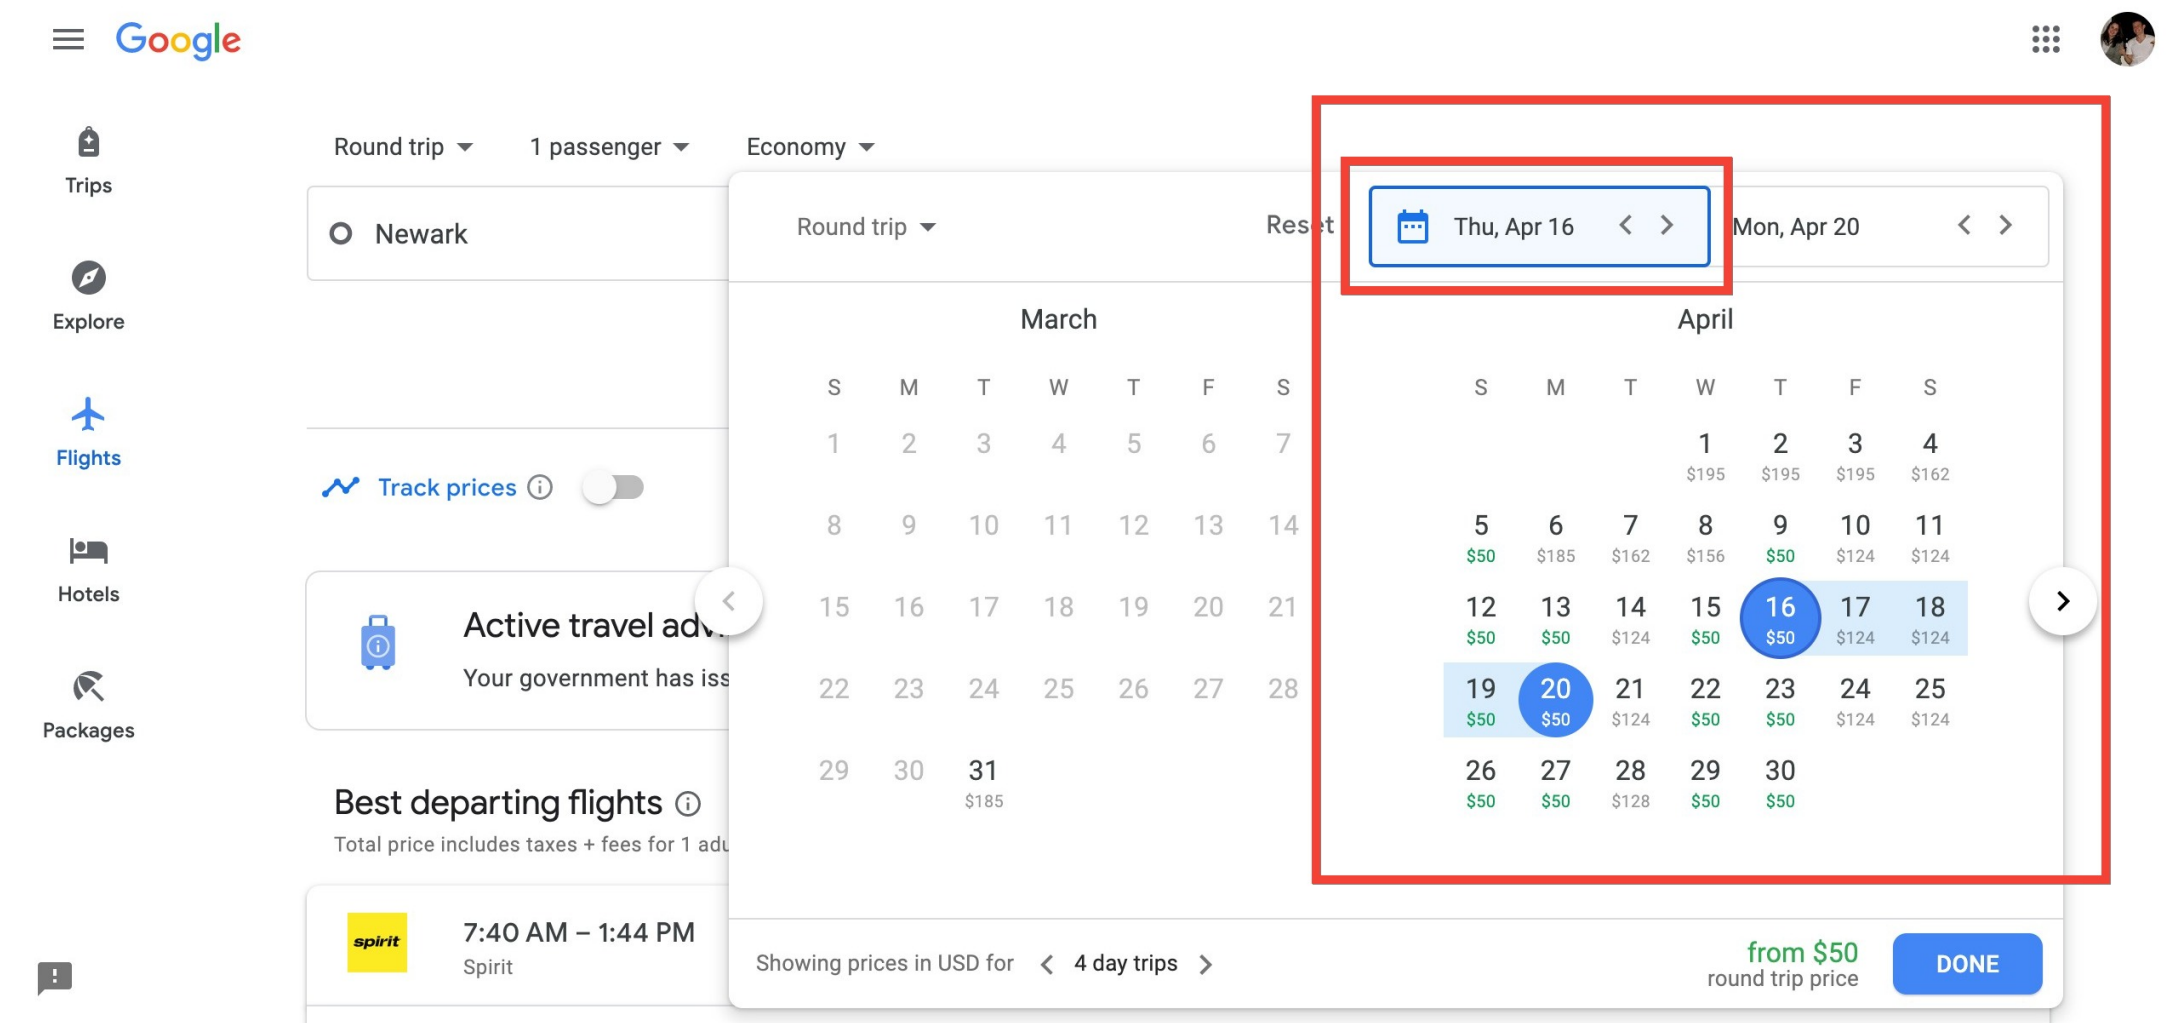 Google
Trips
Explore
Flights
Hotels
Packages
Round trip
1 passenger
Economy
Newark
Track prices
Active travel adv
Your government has iss
Best departing flights
Total price includes taxes + fees for 1 adu
spirit
7:40 AM – 1:44 PM
Spirit
Round trip
Reset
Thu, Apr 16
Mon, Apr 20
March
S M T W T F S
1 2 3 4 5 6 7
8 9 10 11 12 13 14
15 16 17 18 19 20 21
22 23 24 25 26 27 28
29 30 31
$185
April
S M T W T F S
1 2 3 4
$195 $195 $195 $162
5 6 7 8 9 10 11
$50 $185 $162 $156 $50 $124 $124
12 13 14 15 16 17 18
$50 $50 $124 $50 $50 $124 $124
19 20 21 22 23 24 25
$50 $50 $124 $50 $50 $124 $124
26 27 28 29 30
$50 $50 $128 $50 $50
Showing prices in USD for
4 day trips
from $50
round trip price
DONE